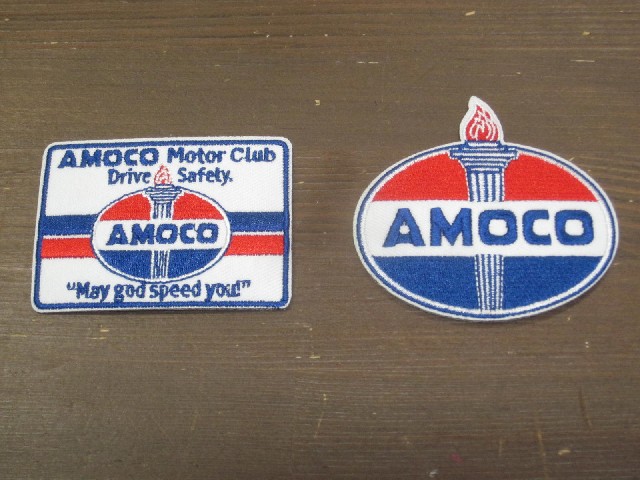 AMOCO Motor Club
Drive Safety.
AMOCO
"May god speed you!"
AMOCO